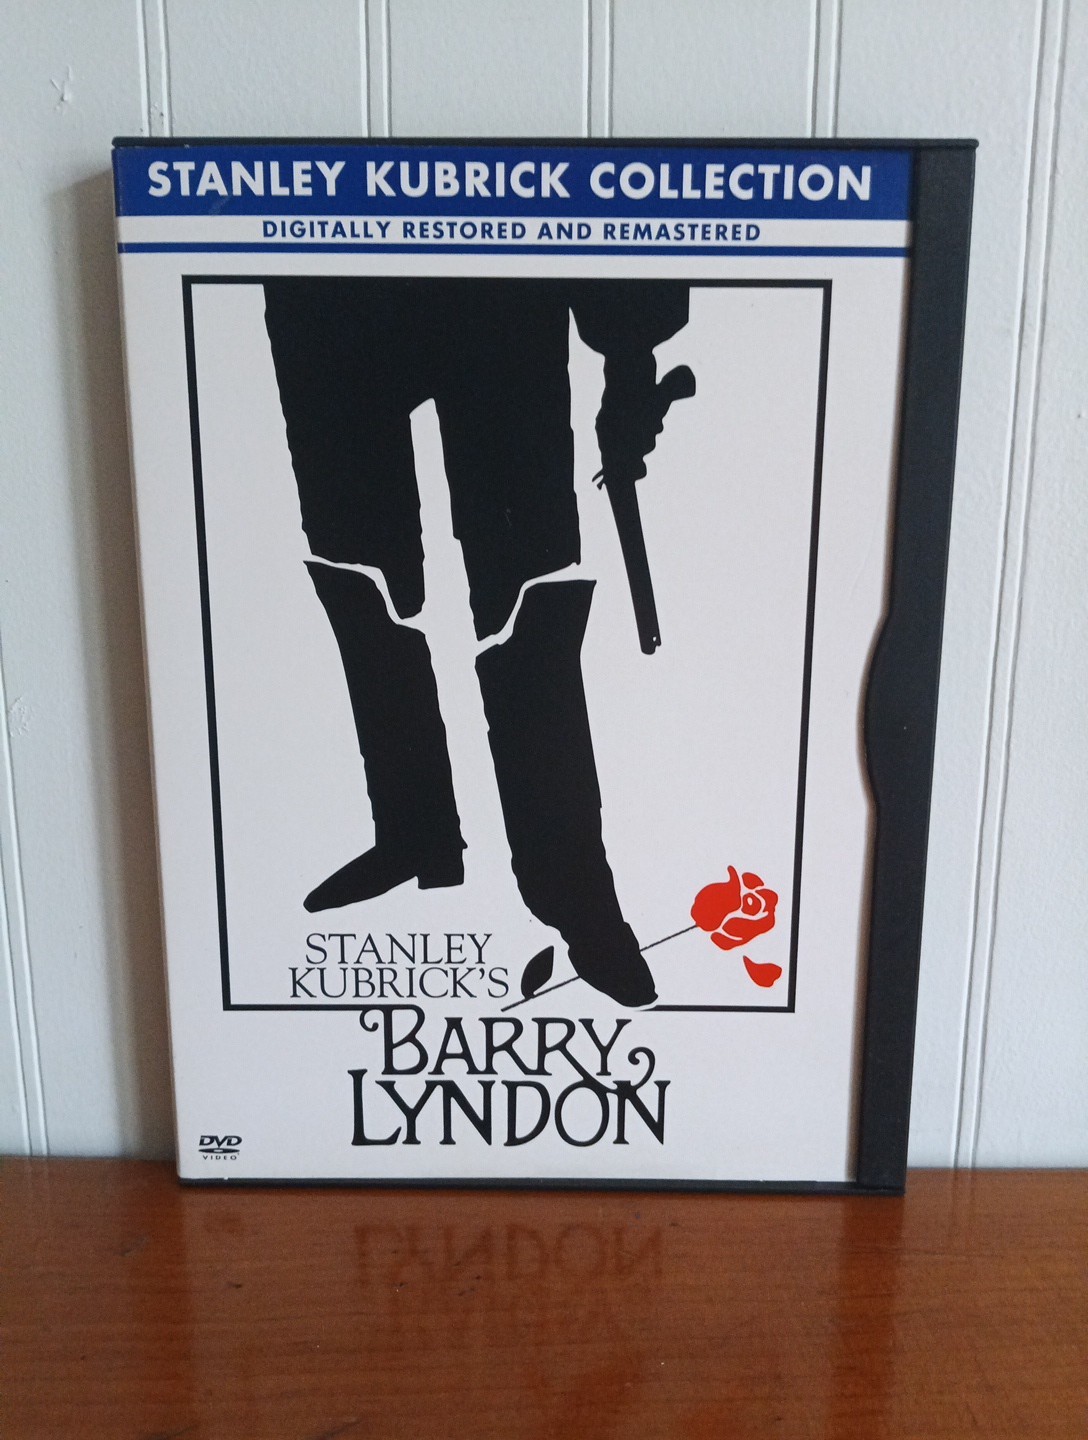 STANLEY KUBRICK COLLECTION
DIGITALLY RESTORED AND REMASTERED
STANLEY
KUBRICK'S
BARRY
LYNDON
DVD
VIDEO